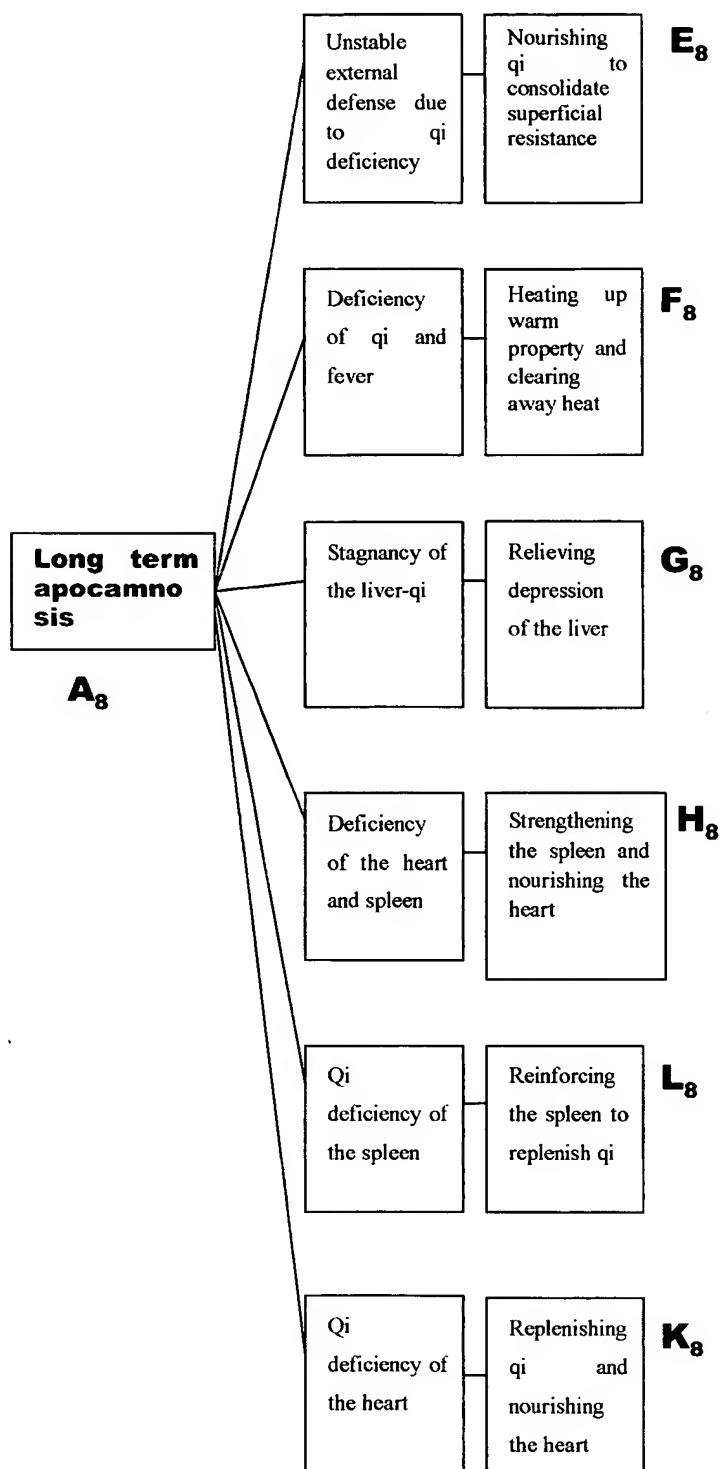 Unstable
external
defense due
to qi
deficiency
Nourishing
qi to
consolidate
superficial
resistance
E8
Deficiency
of qi and
fever
Heating up
warm
property and
clearing
away heat
F8
Long term
apocamno
sis
A8
Stagnancy of
the liver-qi
Relieving
depression
of the liver
G8
Deficiency
of the heart
and spleen
Strengthening
the spleen and
nourishing the
heart
H8
Qi
deficiency of
the spleen
Reinforcing
the spleen to
replenish qi
L8
Qi
deficiency of
the heart
Replenishing
qi and
nourishing
the heart
K8